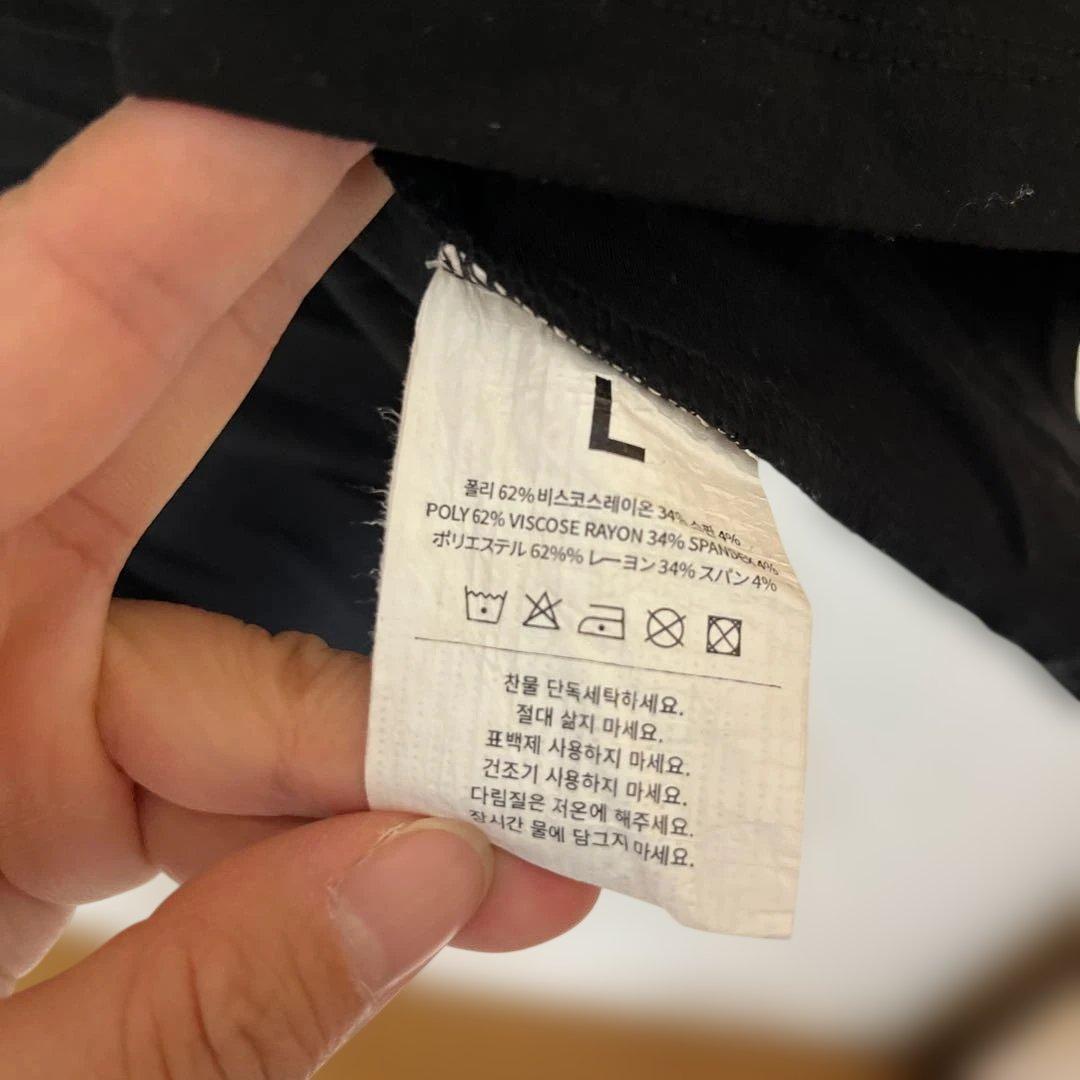 L
폴리 62% 비스코스레이온 34% 스판 4%
POLY 62% VISCOSE RAYON 34% SPANDEX 4%
ポリエステル 62%% レーヨン 34% スパン 4%
찬물 단독세탁하세요.
절대 삶지 마세요.
표백제 사용하지 마세요.
건조기 사용하지 마세요.
다림질은 저온에 해주세요.
장시간 물에 담그지 마세요.